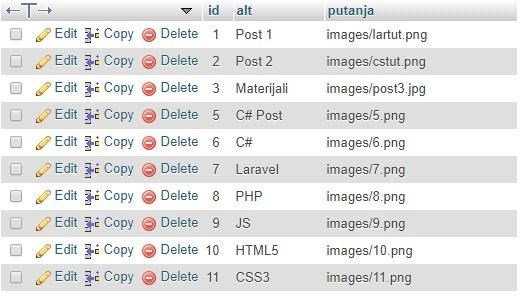 id alt putanja
Edit Copy Delete 1 Post 1 images/lartut.png
Edit Copy Delete 2 Post 2 images/cstut.png
Edit Copy Delete 3 Materijali images/post3.jpg
Edit Copy Delete 5 C# Post images/5.png
Edit Copy Delete 6 C# images/6.png
Edit Copy Delete 7 Laravel images/7.png
Edit Copy Delete 8 PHP images/8.png
Edit Copy Delete 9 JS images/9.png
Edit Copy Delete 10 HTML5 images/10.png
Edit Copy Delete 11 CSS3 images/11.png